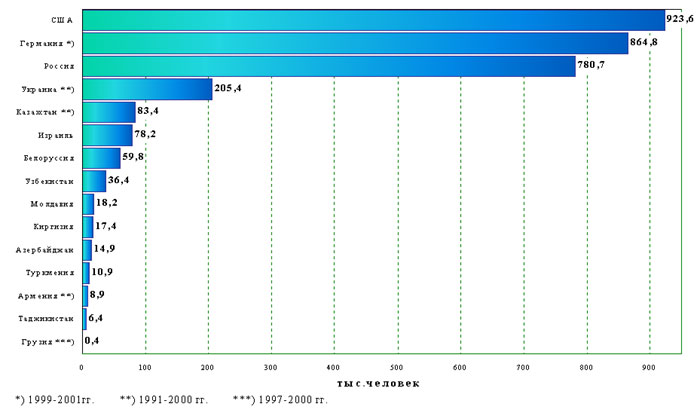 США 923,6
Германия *) 864,8
Россия 780,7
Украина **) 205,4
Казахтан **) 83,4
Израиль 78,2
Белоруссия 59,8
Узбекистан 36,4
Молдавия 18,2
Киргизия 17,4
Азербайджан 14,9
Туркмения 10,9
Армения **) 8,9
Таджикистан 6,4
Грузия ***) 0,4
0 100 200 300 400 500 600 700 800 900
тыс.человек
*) 1999-2001гг. **) 1991-2000 гг. ***) 1997-2000 гг.